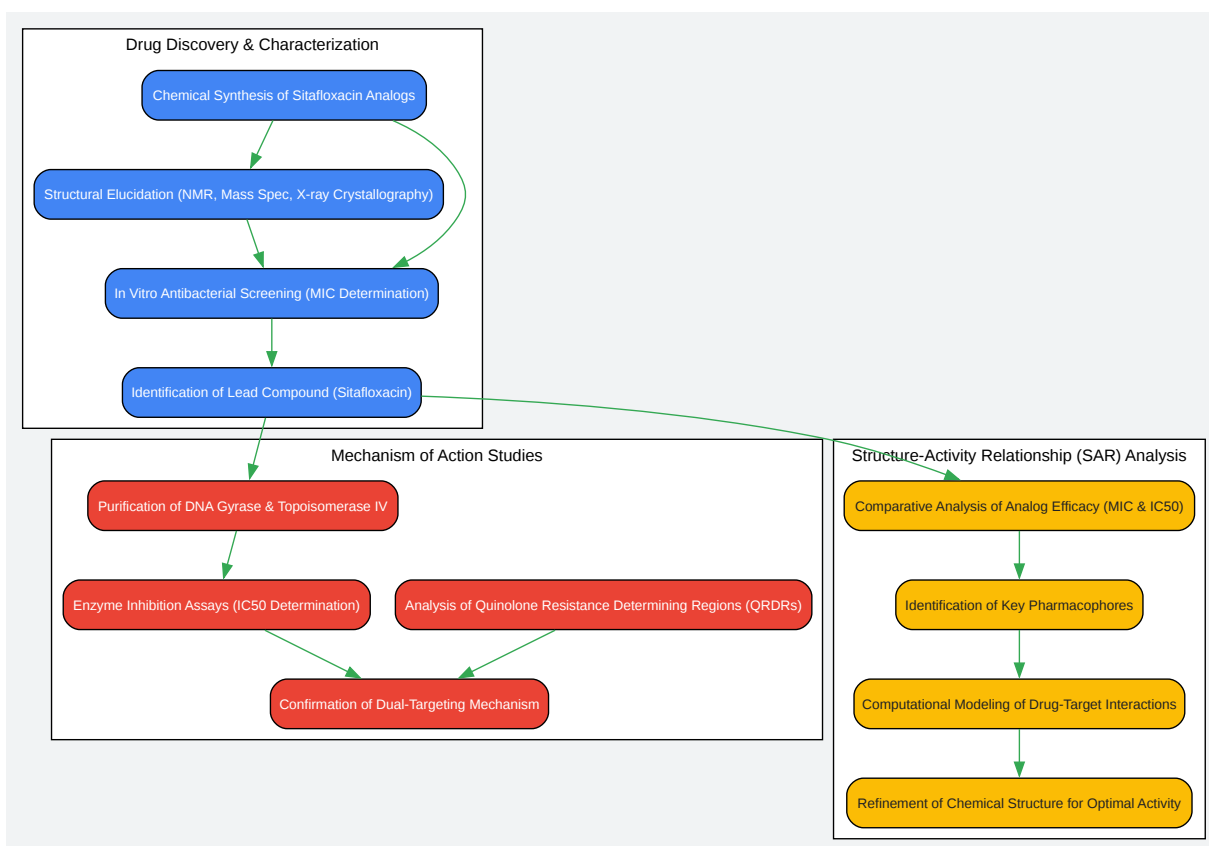 Drug Discovery & Characterization
Chemical Synthesis of Sitafloxacin Analogs
Structural Elucidation (NMR, Mass Spec, X-ray Crystallography)
In Vitro Antibacterial Screening (MIC Determination)
Identification of Lead Compound (Sitafloxacin)
Mechanism of Action Studies
Purification of DNA Gyrase & Topoisomerase IV
Enzyme Inhibition Assays (IC50 Determination)
Analysis of Quinolone Resistance Determining Regions (QRDRs)
Confirmation of Dual-Targeting Mechanism
Structure-Activity Relationship (SAR) Analysis
Comparative Analysis of Analog Efficacy (MIC & IC50)
Identification of Key Pharmacophores
Computational Modeling of Drug-Target Interactions
Refinement of Chemical Structure for Optimal Activity